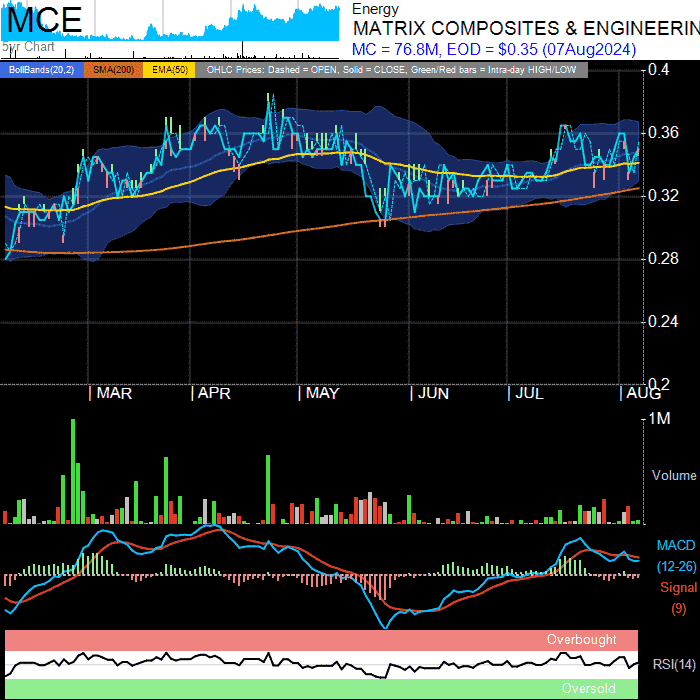 MCE
5yr Chart
Energy
MATRIX COMPOSITES & ENGINEERIN
MC = 76.8M, EOD = $0.35 (07Aug2024)
BollBands(20,2) SMA(200) EMA(50) OHLC Prices: Dashed = OPEN, Solid = CLOSE, Green/Red bars = Intra-day HIGH/LOW
0.4
0.36
0.32
0.28
0.24
0.2
| MAR | APR | MAY | JUN | JUL | AUG
1M
Volume
MACD
(12-26)
Signal
(9)
Overbought
RSI(14)
Oversold